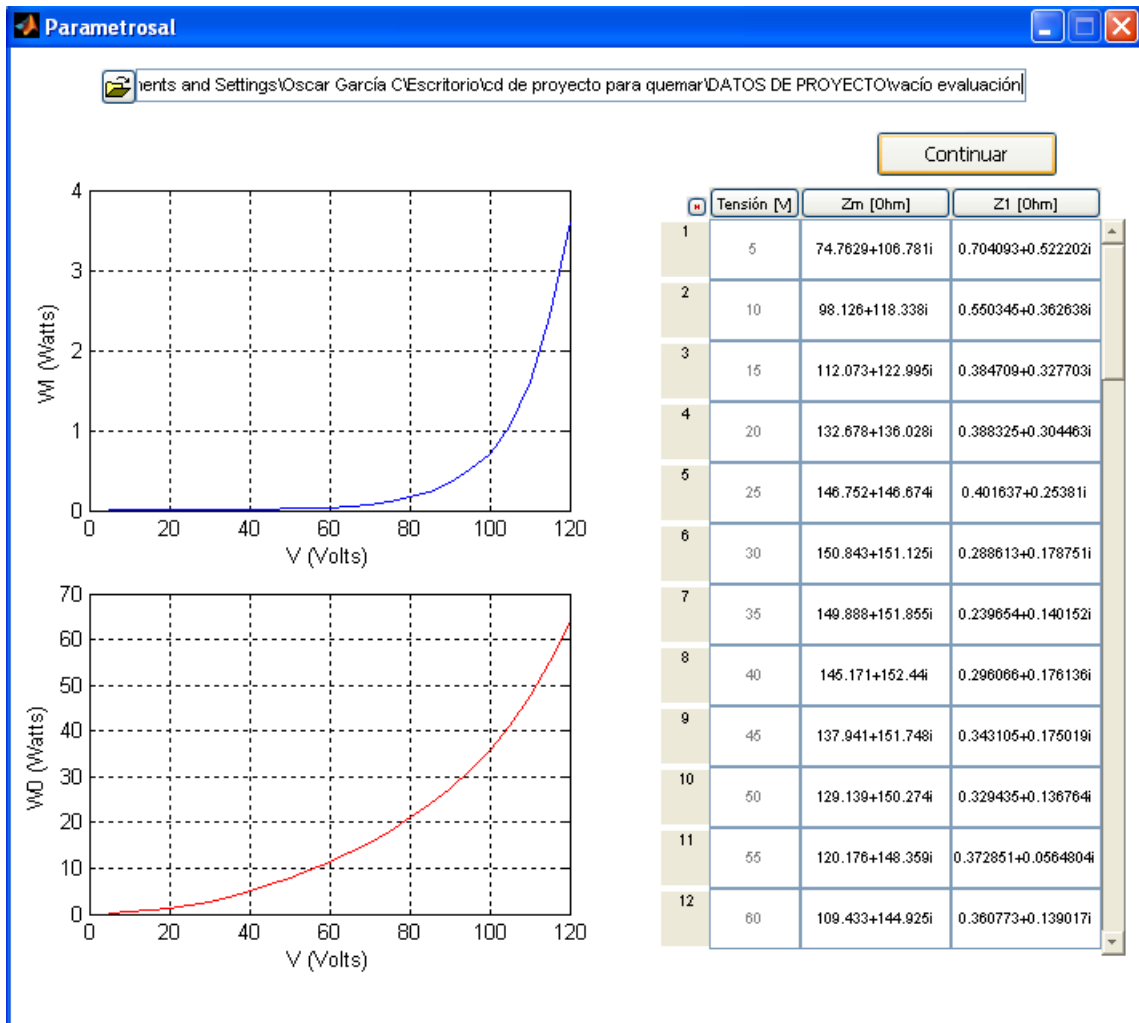 Parametrosal
nents and Settings\Oscar García C\Escritorio\cd de proyecto para quemar\DATOS DE PROYECTO\vacío evaluación
Continuar
4
3
2
1
0
WI (Watts)
0 20 40 60 80 100 120
V (Volts)
70
60
50
40
30
20
10
0
W0 (Watts)
0 20 40 60 80 100 120
V (Volts)
Tensión [V] Zm [Ohm] Z1 [Ohm]
1 5 74.7629+106.781i 0.704093+0.522202i
2 10 98.126+118.338i 0.550345+0.362638i
3 15 112.073+122.995i 0.384709+0.327703i
4 20 132.678+136.028i 0.388325+0.304463i
5 25 146.752+146.674i 0.401637+0.25381i
6 30 150.843+151.125i 0.288613+0.178751i
7 35 149.888+151.855i 0.239654+0.140152i
8 40 145.171+152.44i 0.296066+0.176136i
9 45 137.941+151.748i 0.343105+0.175019i
10 50 129.139+150.274i 0.329435+0.136764i
11 55 120.176+148.359i 0.372851+0.0564804i
12 60 109.433+144.925i 0.360773+0.139017i